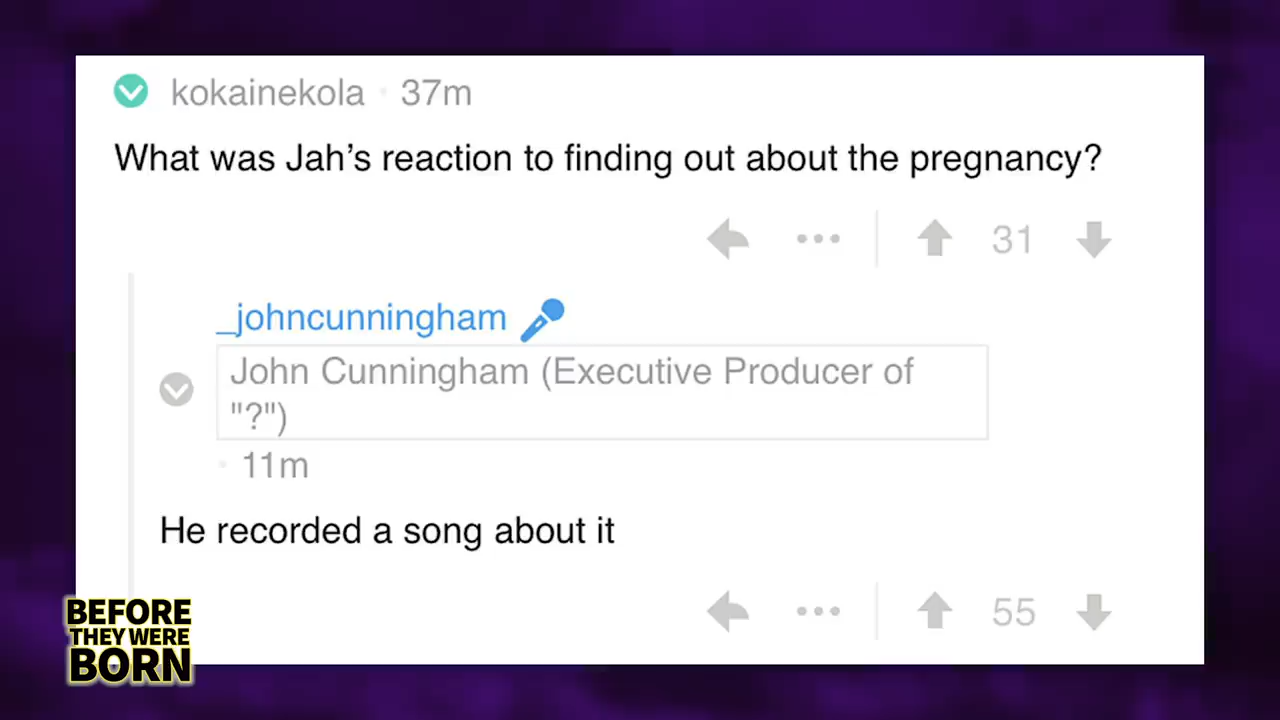 kokainekola · 37m
What was Jah’s reaction to finding out about the pregnancy?
31
_johncunningham
John Cunningham (Executive Producer of
"?")
· 11m
He recorded a song about it
55
BEFORE
THEY WERE
BORN